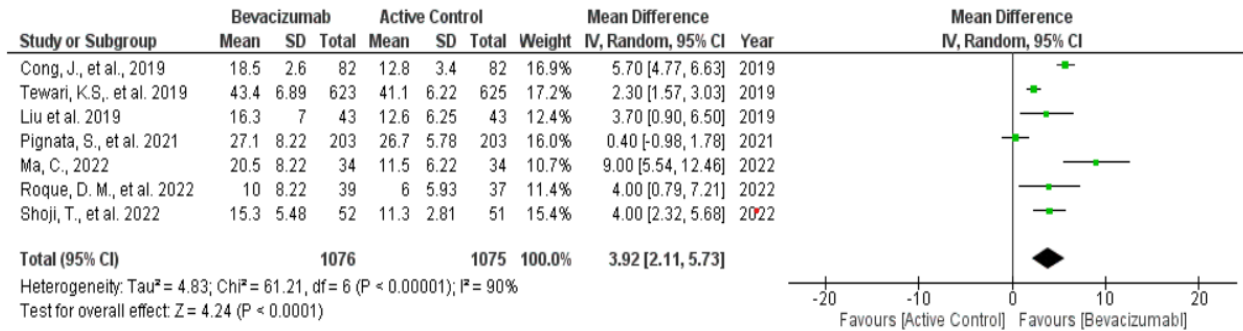 Bevacizumab Active Control Mean Difference Mean Difference
Study or Subgroup Mean SD Total Mean SD Total Weight IV, Random, 95% CI Year IV, Random, 95% CI
Cong, J., et al., 2019 18.5 2.6 82 12.8 3.4 82 16.9% 5.70 [4.77, 6.63] 2019
Tewari, K.S,. et al. 2019 43.4 6.89 623 41.1 6.22 625 17.2% 2.30 [1.57, 3.03] 2019
Liu et al. 2019 16.3 7 43 12.6 6.25 43 12.4% 3.70 [0.90, 6.50] 2019
Pignata, S., et al. 2021 27.1 8.22 203 26.7 5.78 203 16.0% 0.40 [-0.98, 1.78] 2021
Ma, C., 2022 20.5 8.22 34 11.5 6.22 34 10.7% 9.00 [5.54, 12.46] 2022
Roque, D. M., et al. 2022 10 8.22 39 6 5.93 37 11.4% 4.00 [0.79, 7.21] 2022
Shoji, T., et al. 2022 15.3 5.48 52 11.3 2.81 51 15.4% 4.00 [2.32, 5.68] 2022
Total (95% CI) 1076 1075 100.0% 3.92 [2.11, 5.73]
Heterogeneity: Tau² = 4.83; Chi² = 61.21, df = 6 (P < 0.00001); I² = 90%
Test for overall effect: Z = 4.24 (P < 0.0001)
-20 -10 0 10 20
Favours [Active Control] Favours [Bevacizumabl]